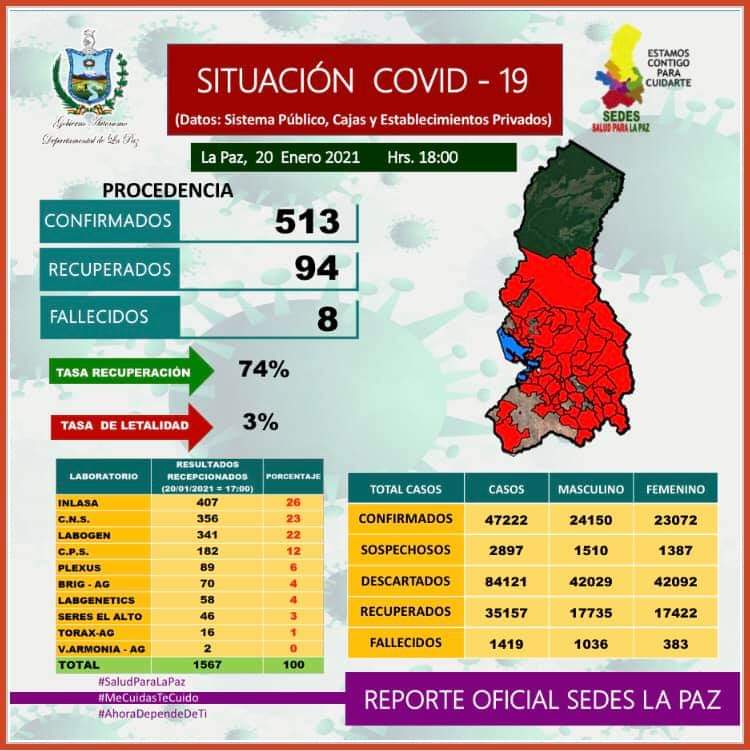 Gobierno Autónomo
Departamental de La Paz
SITUACIÓN COVID - 19
(Datos: Sistema Público, Cajas y Establecimientos Privados)
La Paz, 20 Enero 2021 Hrs. 18:00
ESTAMOS
CONTIGO
PARA
CUIDARTE
SEDES
SALUD PARA LA PAZ
PROCEDENCIA
CONFIRMADOS 513
RECUPERADOS 94
FALLECIDOS 8
TASA RECUPERACIÓN 74%
TASA DE LETALIDAD 3%
LABORATORIO RESULTADOS RECEPCIONADOS (20/01/2021 = 17:00) PORCENTAJE
INLASA 407 26
C.N.S. 356 23
LABOGEN 341 22
C.P.S. 182 12
PLEXUS 89 6
BRIG - AG 70 4
LABGENETICS 58 4
SERES EL ALTO 46 3
TORAX-AG 16 1
V.ARMONIA - AG 2 0
TOTAL 1567 100
TOTAL CASOS CASOS MASCULINO FEMENINO
CONFIRMADOS 47222 24150 23072
SOSPECHOSOS 2897 1510 1387
DESCARTADOS 84121 42029 42092
RECUPERADOS 35157 17735 17422
FALLECIDOS 1419 1036 383
#SaludParaLaPaz
#MeCuidasTeCuido
#AhoraDependeDeTi
REPORTE OFICIAL SEDES LA PAZ